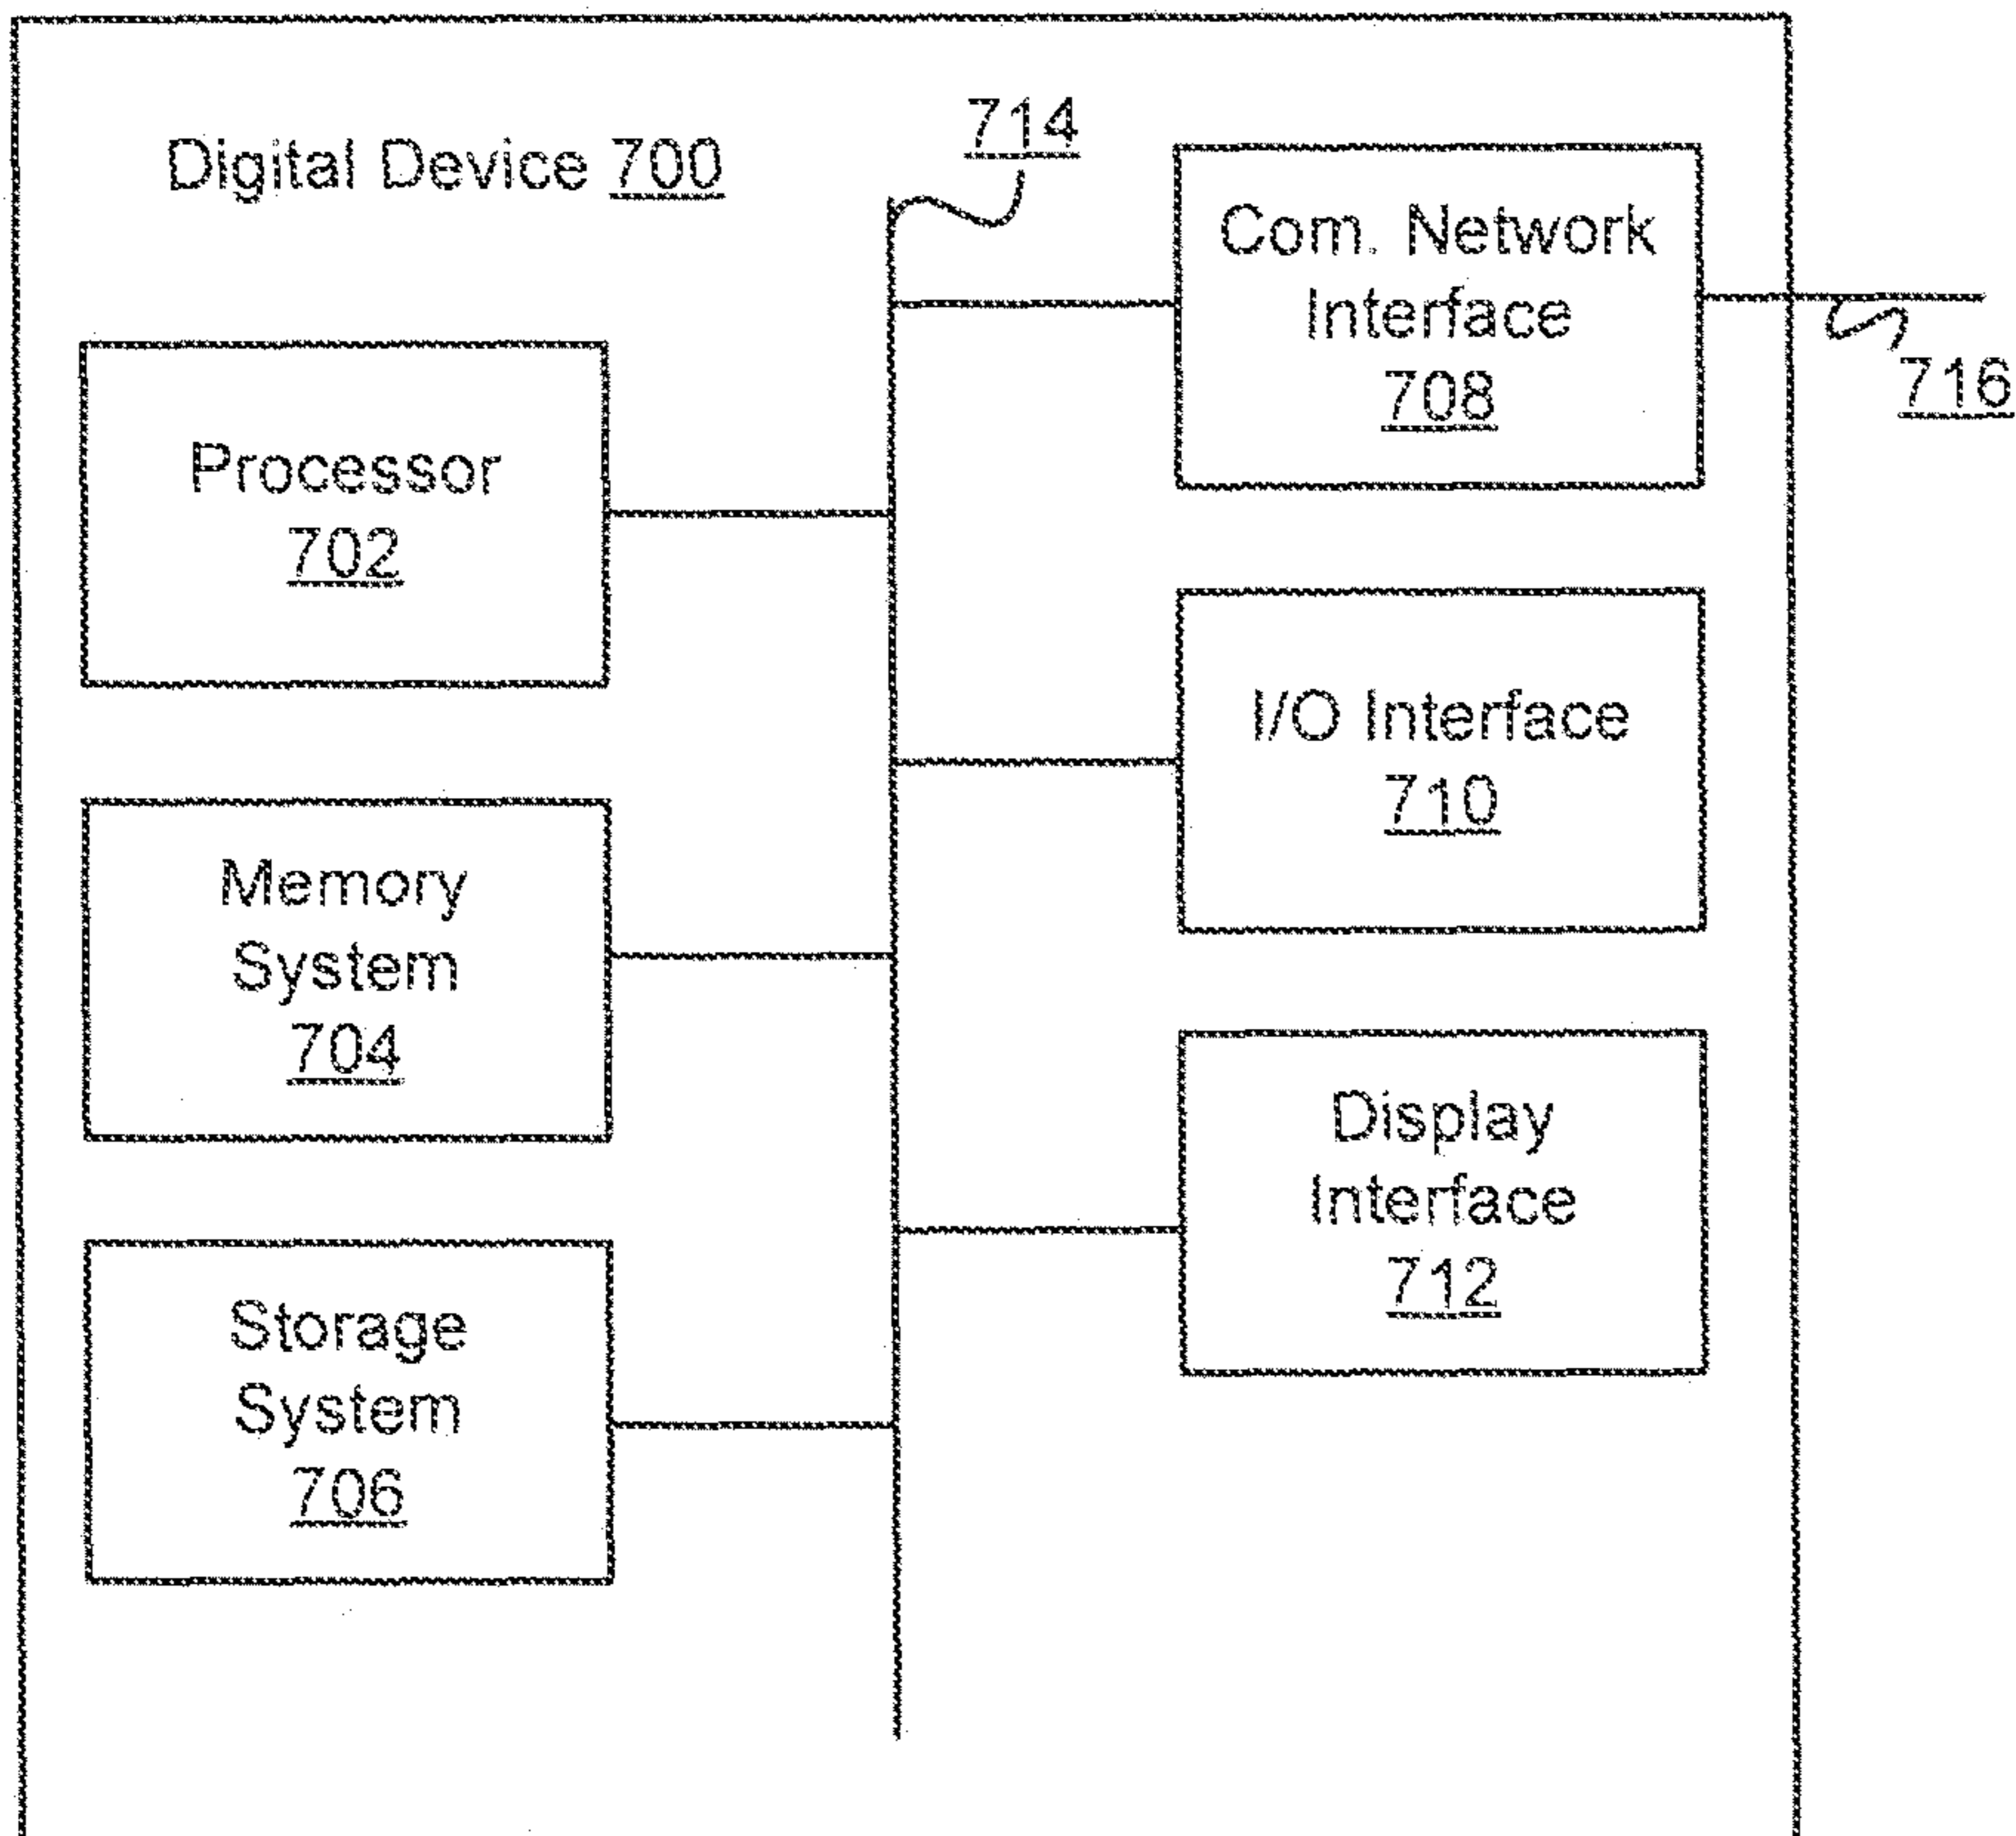 Digital Device 700
714
Com. Network
Interface
708
716
Processor
702
I/O Interface
710
Memory
System
704
Display
Interface
712
Storage
System
706